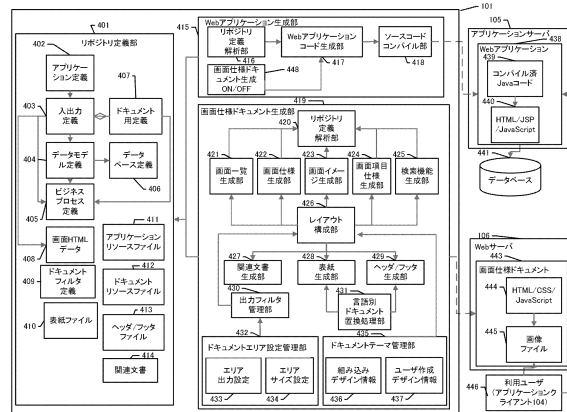 101
401
リポジトリ定義部
402
アプリケー
ション定義
403
入出力
定義
407
ドキュメント
用定義
404
データモデ
ル定義
データ
ベース定義
406
405
ビジネス
プロセス
定義
408
画面HTML
データ
409
ドキュメント
フィルタ定
義
410
表紙ファイル
411
アプリケーション
リソースファイル
412
ドキュメント
リソースファイル
413
ヘッダ/フッタ
ファイル
414
関連文書
415
Webアプリケーション生成部
リポジトリ
定義
解析部
416
Webアプリケーション
コード生成部
417
ソースコード
コンパイル部
418
画面仕様ドキュ
メント生成
ON/OFF
448
419
画面仕様ドキュメント生成部
420
リポジトリ
定義
解析部
421
画面一覧
生成部
422
画面仕様
生成部
423
画面イメー
ジ生成部
424
画面項目
仕様生成
部
425
検索機能生
成部
426
レイアウト
構成部
427
関連文書
生成部
428
表紙
生成部
429
ヘッダ/フッタ
生成部
430
出力フィルタ
管理部
431
言語別
ドキュメント
置換処理部
432
ドキュメントエリア設定管理部
エリア
出力設定
433
エリア
サイズ設定
434
435
ドキュメントテーマ管理部
組み込み
デザイン情報
436
ユーザ作成
デザイン情報
437
105
アプリケーションサーバ
438
Webアプリケーション
439
コンパイル済
Javaコード
440
HTML/JSP
/JavaScript
441
データベース
106
Webサーバ
443
画面仕様ドキュメント
444
HTML/CSS/
JavaScript
445
画像
ファイル
446
利用ユーザ
(アプリケーションク
ライアント104)